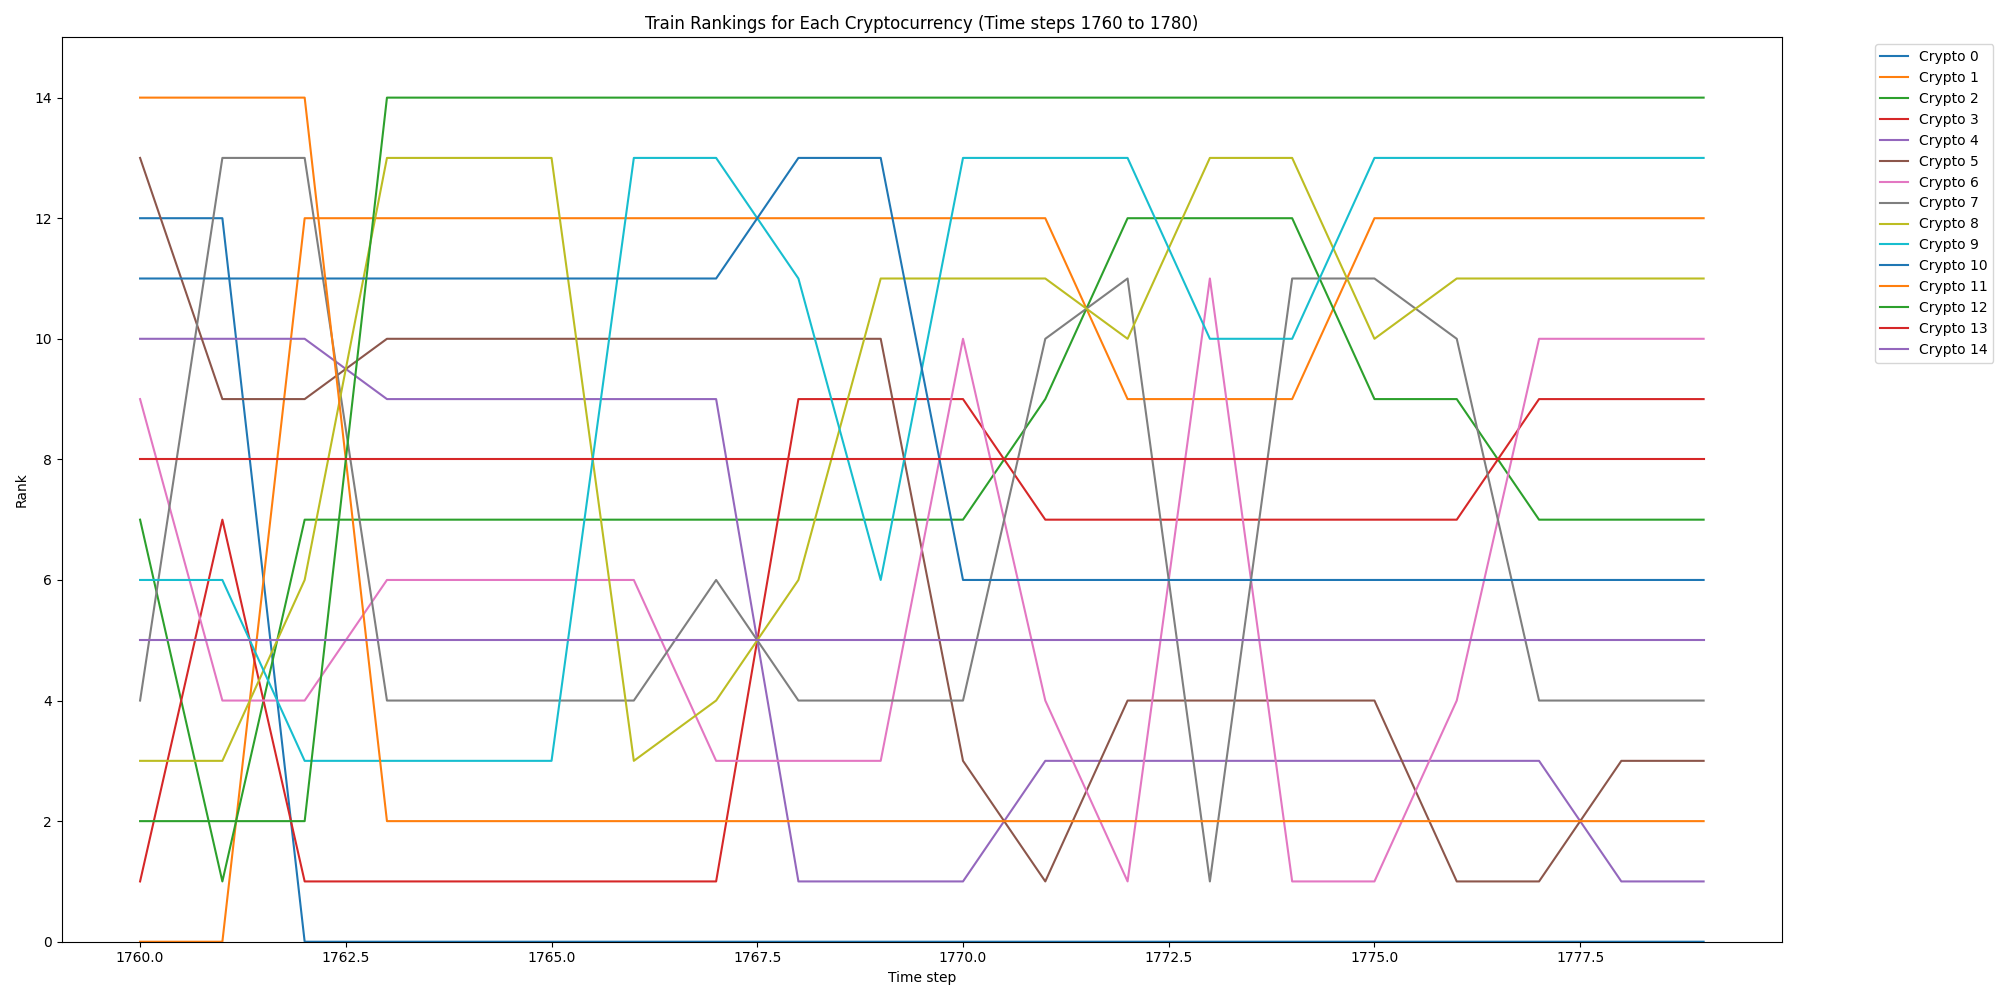 Train Rankings for Each Cryptocurrency (Time steps 1760 to 1780)
Rank
14
12
10
8
6
4
2
0
1760.0 1762.5 1765.0 1767.5 1770.0 1772.5 1775.0 1777.5
Time step
Crypto 0
Crypto 1
Crypto 2
Crypto 3
Crypto 4
Crypto 5
Crypto 6
Crypto 7
Crypto 8
Crypto 9
Crypto 10
Crypto 11
Crypto 12
Crypto 13
Crypto 14